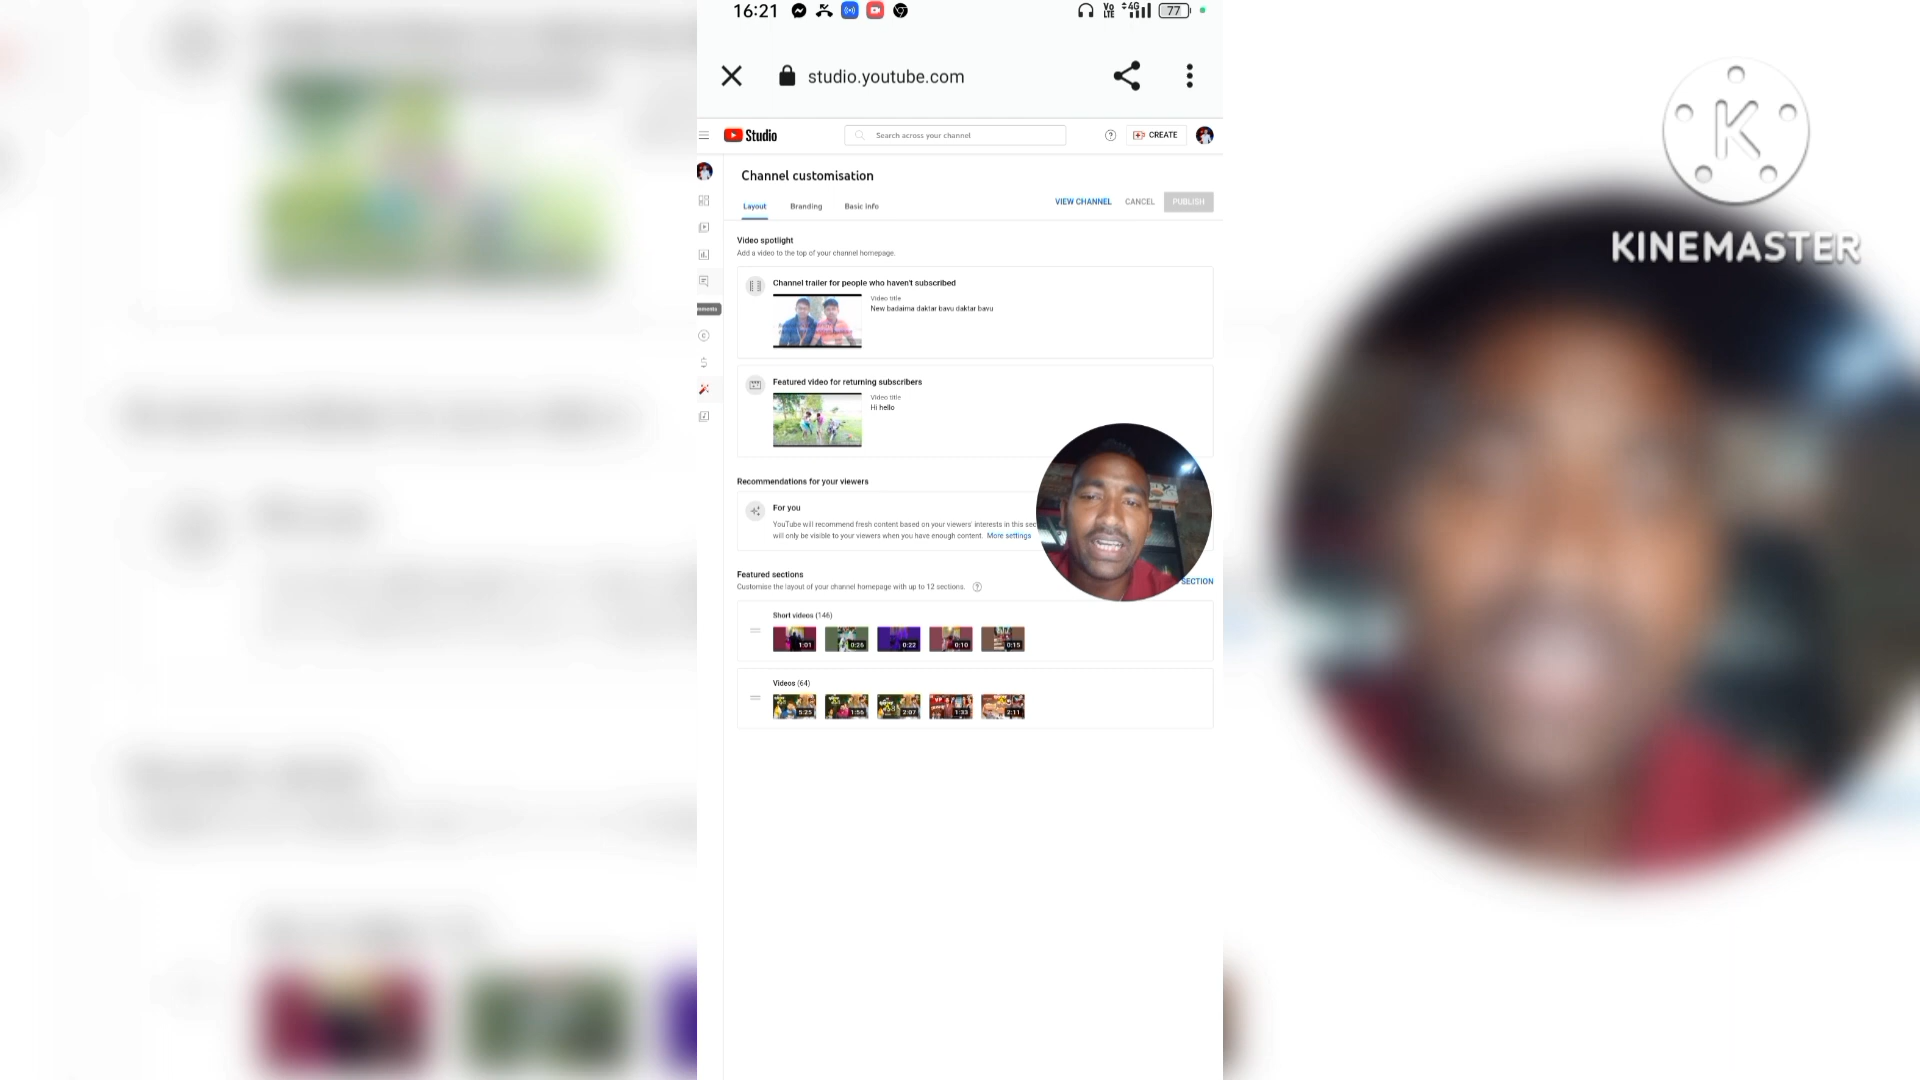 16:21
Vo LTE 4G 77
studio.youtube.com
KINEMASTER
Studio
Search across your channel
CREATE
Channel customisation
Layout Branding Basic info
VIEW CHANNEL CANCEL PUBLISH
Video spotlight
Add a video to the top of your channel homepage.
Channel trailer for people who haven't subscribed
Video title
New badaima daktar bavu daktar bavu
Featured video for returning subscribers
Video title
Hi hello
Recommendations for your viewers
For you
YouTube will recommend fresh content based on your viewers' interests in this sec
will only be visible to your viewers when you have enough content. More settings
Featured sections
SECTION
Customise the layout of your channel homepage with up to 12 sections.
Short videos (146)
1:01 0:26 0:22 0:10 0:15
Videos (64)
5:25 1:56 2:07 1:33 2:11